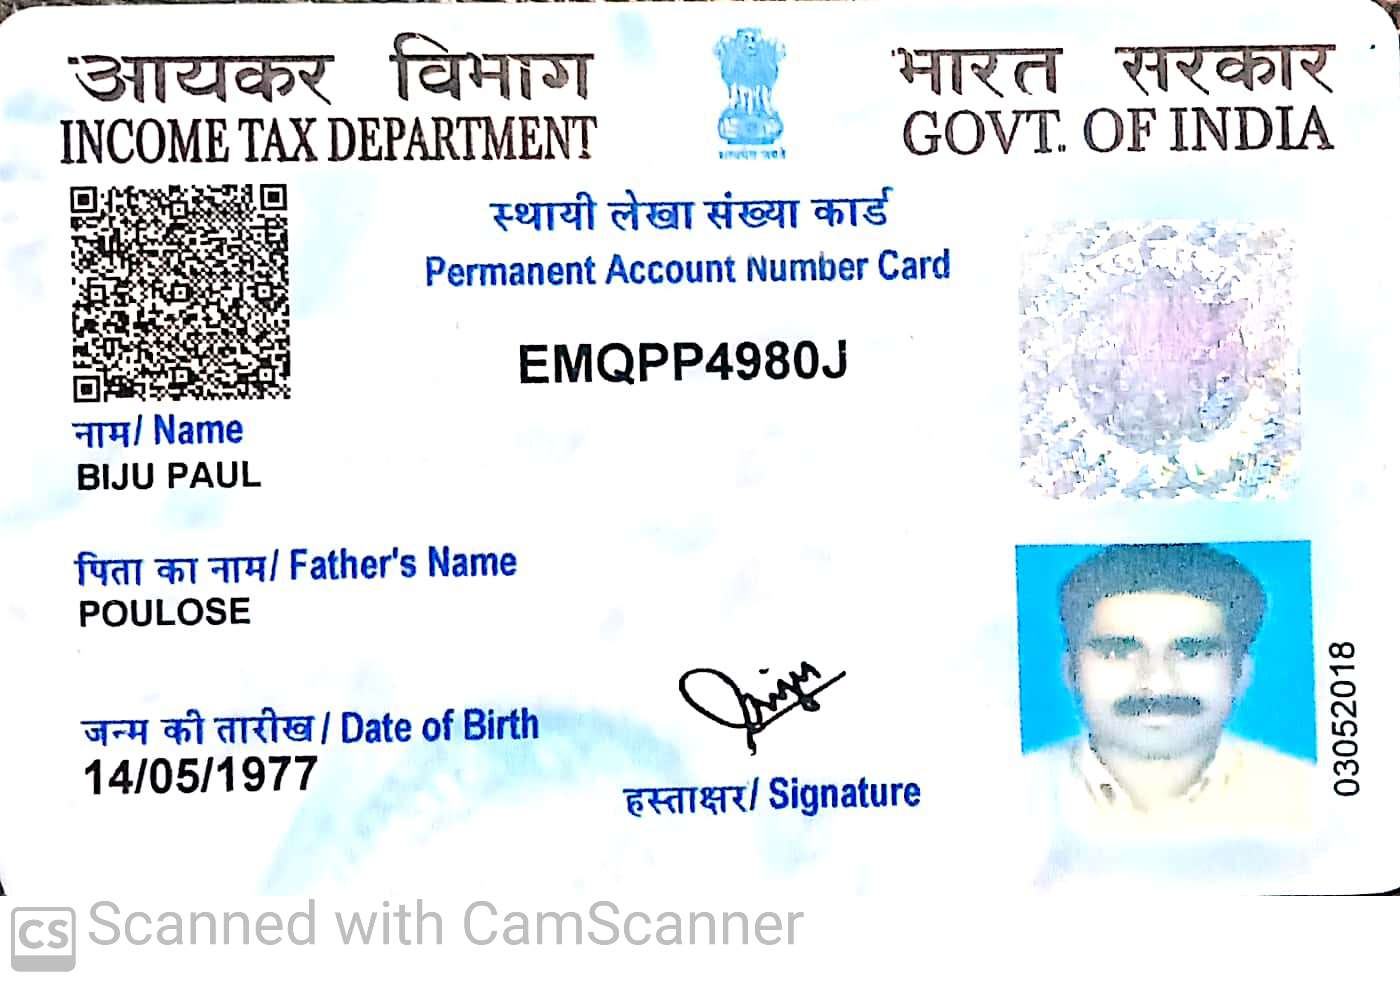 आयकर विभाग
INCOME TAX DEPARTMENT
भारत सरकार
GOVT. OF INDIA
स्थायी लेखा संख्या कार्ड
Permanent Account Number Card
EMQPP4980J
नाम/ Name
BIJU PAUL
पिता का नाम/ Father's Name
POULOSE
जन्म की तारीख / Date of Birth
14/05/1977
Biju
हस्ताक्षर/ Signature
03052018
CS Scanned with CamScanner